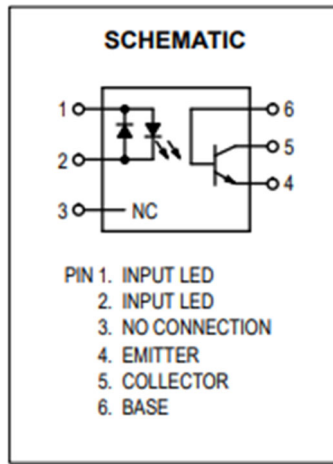 SCHEMATIC
1 6
2 5
3 NC 4
PIN 1. INPUT LED
2. INPUT LED
3. NO CONNECTION
4. EMITTER
5. COLLECTOR
6. BASE